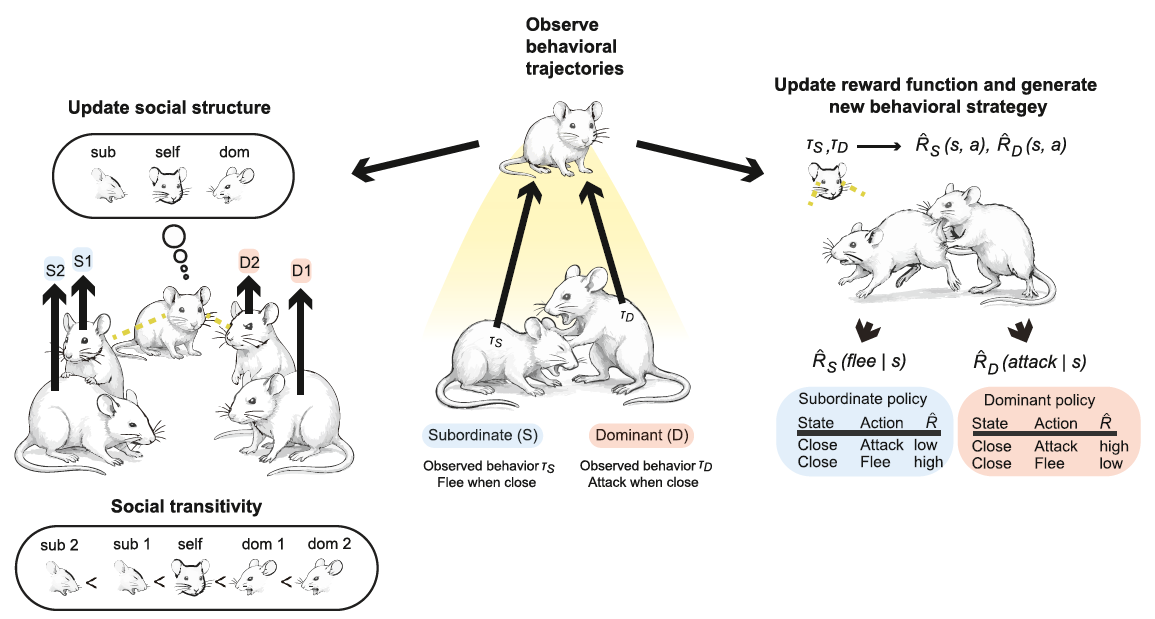 Observe
behavioral
trajectories
Update social structure
sub self dom
S2 S1 D2 D1
Social transitivity
sub 2 sub 1 self dom 1 dom 2
< < < <
τS τD
Subordinate (S) Dominant (D)
Observed behavior τS
Flee when close
Observed behavior τD
Attack when close
Update reward function and generate
new behavioral strategey
τS,τD R̂S (s, a), R̂D (s, a)
R̂S (flee | s) R̂D (attack | s)
Subordinate policy
State Action R̂
Close Attack low
Close Flee high
Dominant policy
State Action R̂
Close Attack high
Close Flee low